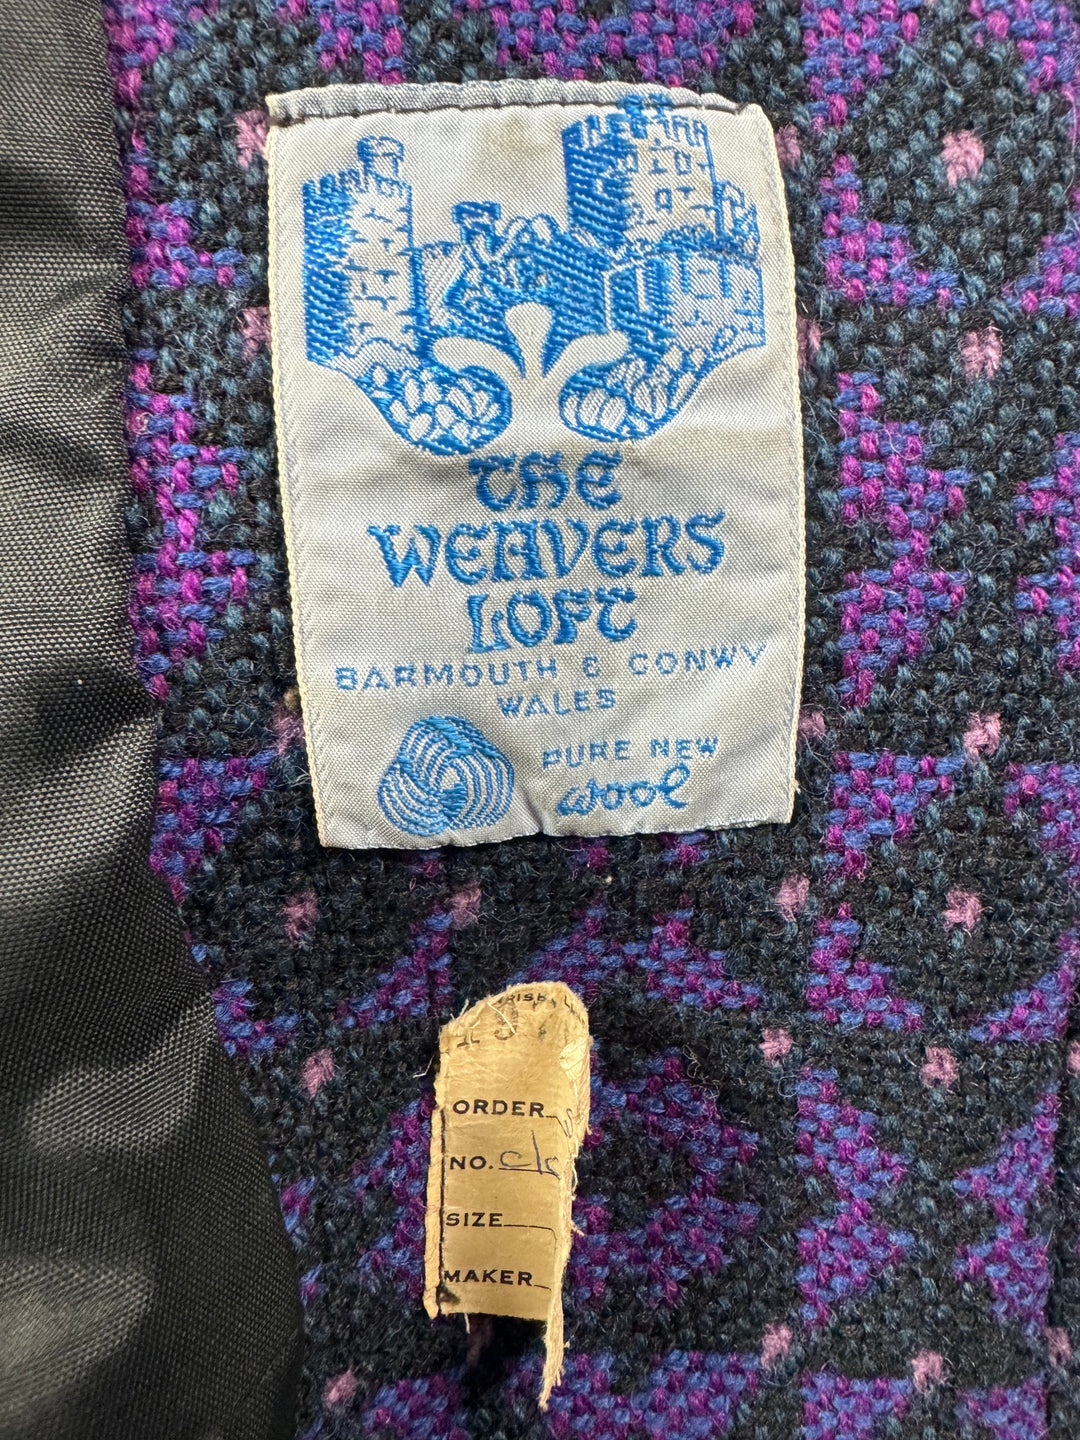 THE
WEAVERS
LOFT
BARMOUTH & CONWY
WALES
PURE NEW
wool
ORDER
NO.
SIZE
MAKER